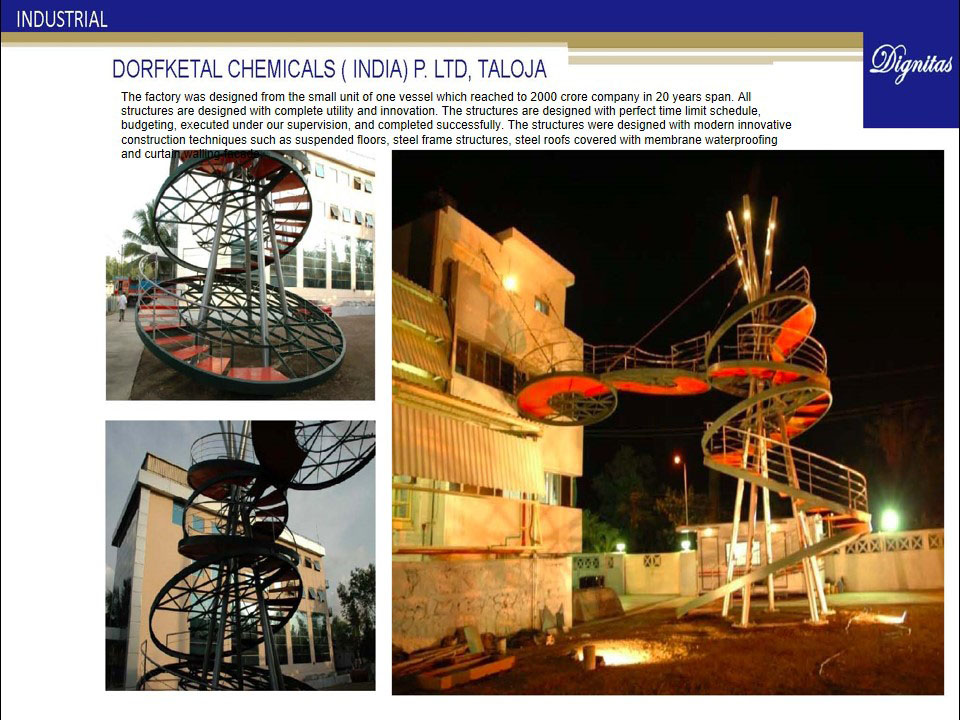 INDUSTRIAL
Dignitas
DORFKETAL CHEMICALS ( INDIA) P. LTD, TALOJA
The factory was designed from the small unit of one vessel which reached to 2000 crore company in 20 years span. All
structures are designed with complete utility and innovation. The structures are designed with perfect time limit schedule,
budgeting, executed under our supervision, and completed successfully. The structures were designed with modern innovative
construction techniques such as suspended floors, steel frame structures, steel roofs covered with membrane waterproofing
and curtain walling facade.